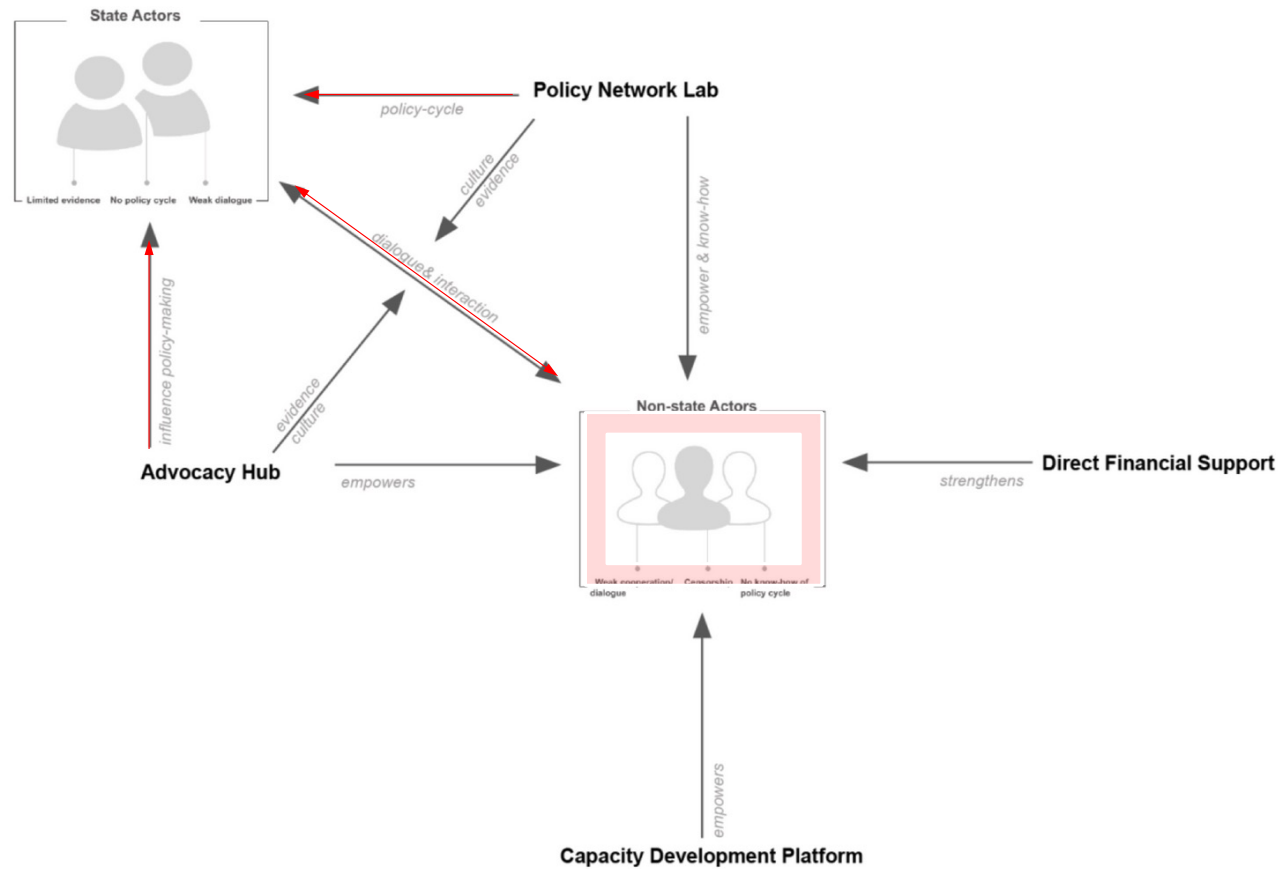 State Actors
Limited evidence No policy cycle Weak dialogue
Policy Network Lab
policy-cycle
culture
evidence
empower & know-how
dialogue& interaction
influence policy-making
evidence
culture
Advocacy Hub
empowers
Non-state Actors
Weak cooperation/ Censorship No know-how of
dialogue policy cycle
Direct Financial Support
strengthens
empowers
Capacity Development Platform